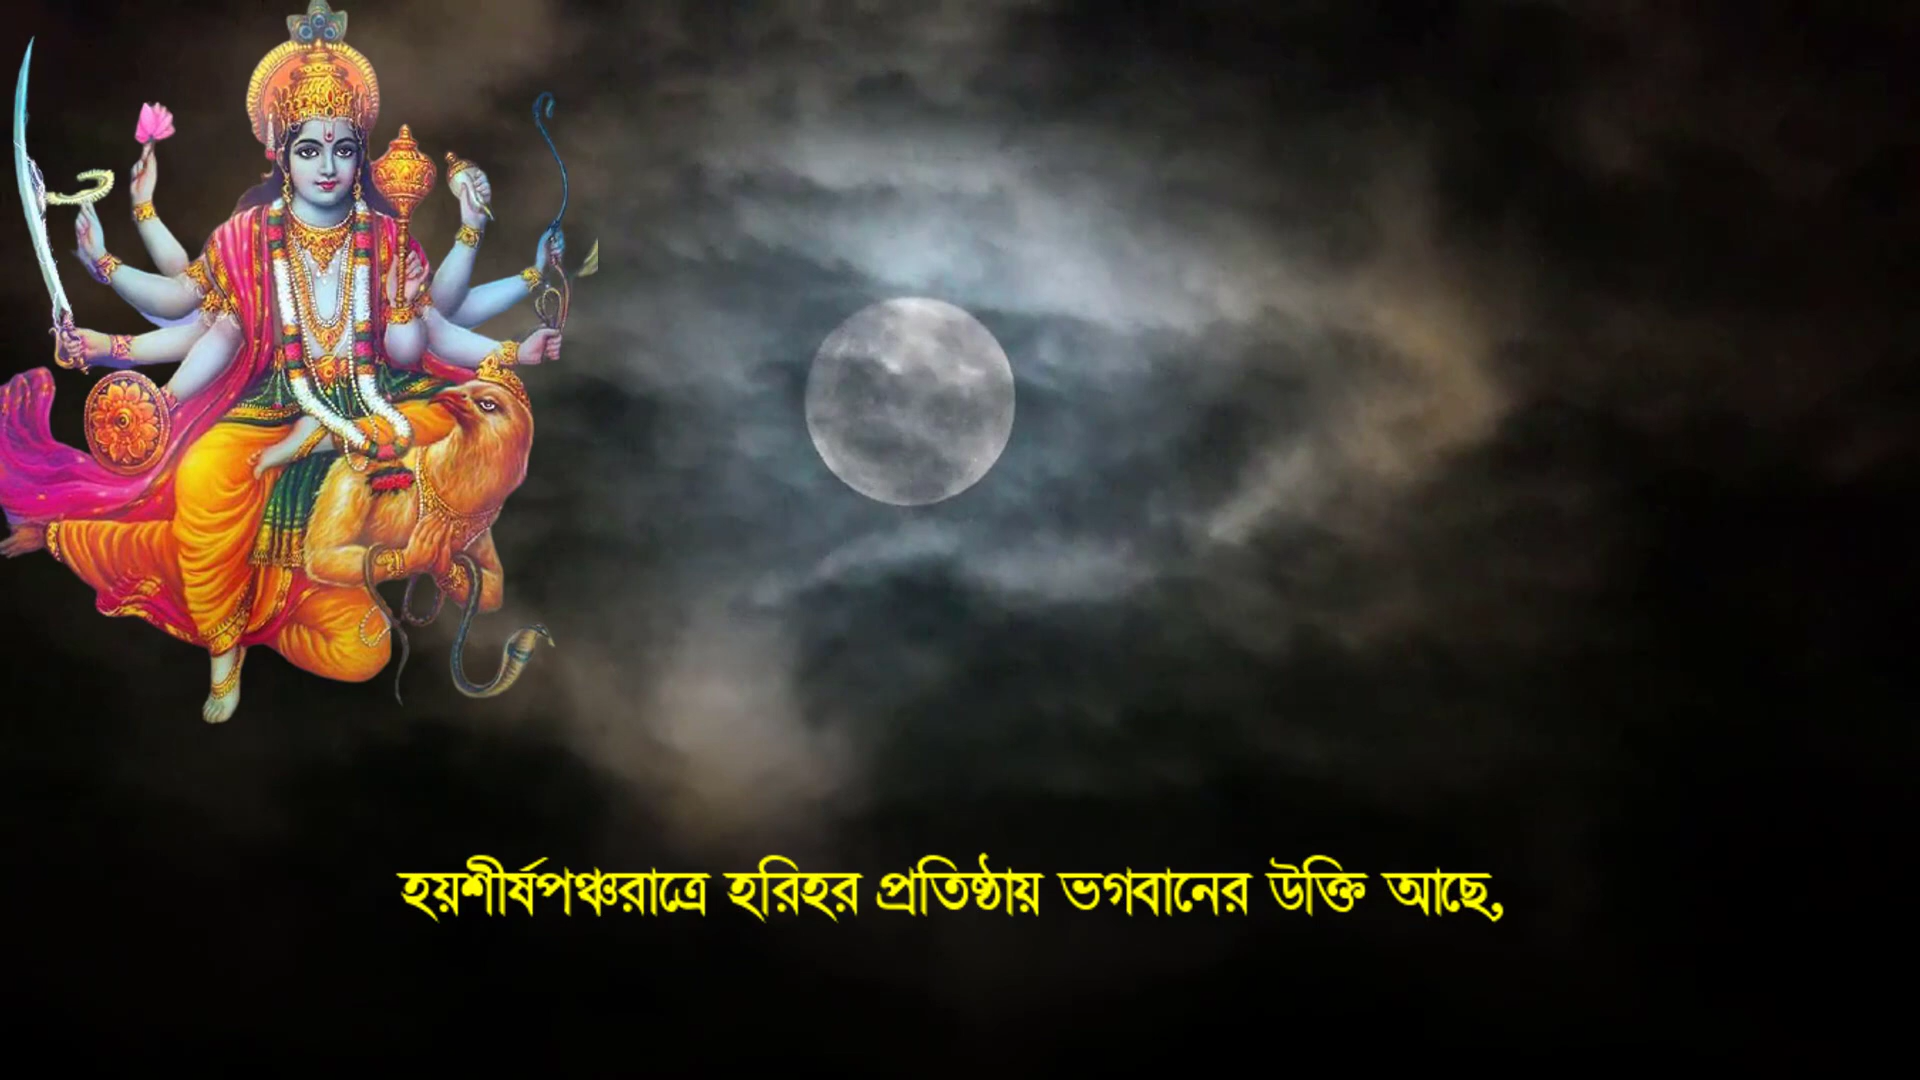 হয়শীর্ষপঞ্চরাত্রে হরিহর প্রতিষ্ঠায় ভগবানের উক্তি আছে,